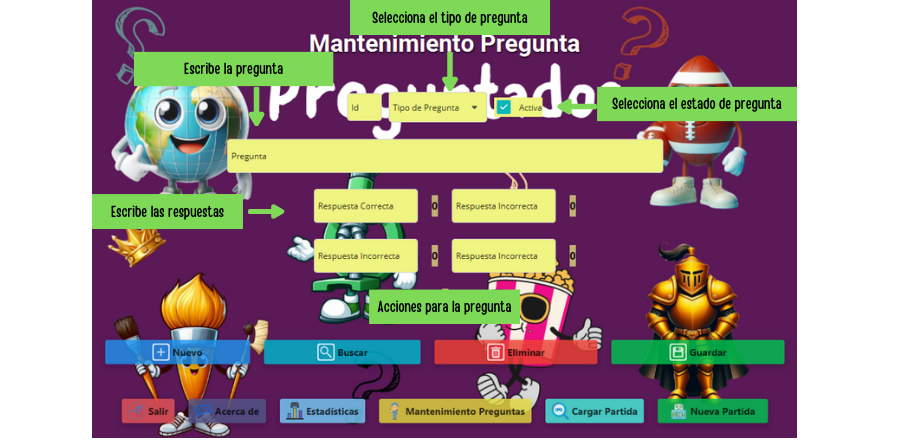 Selecciona el tipo de pregunta
Mantenimiento Pregunta
Escribe la pregunta
Preguntados
Id
Tipo de Pregunta
Activa
Selecciona el estado de pregunta
Pregunta
Escribe las respuestas
Respuesta Correcta
0
Respuesta Incorrecta
0
Respuesta Incorrecta
0
Respuesta Incorrecta
0
Acciones para la pregunta
Nuevo
Buscar
Eliminar
Guardar
Salir
Acerca de
Estadísticas
Mantenimiento Preguntas
Cargar Partida
Nueva Partida